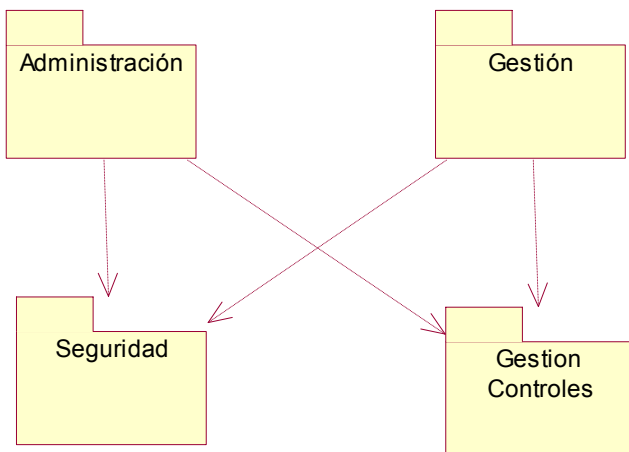 Administración
Gestión
Seguridad
Gestion
Controles